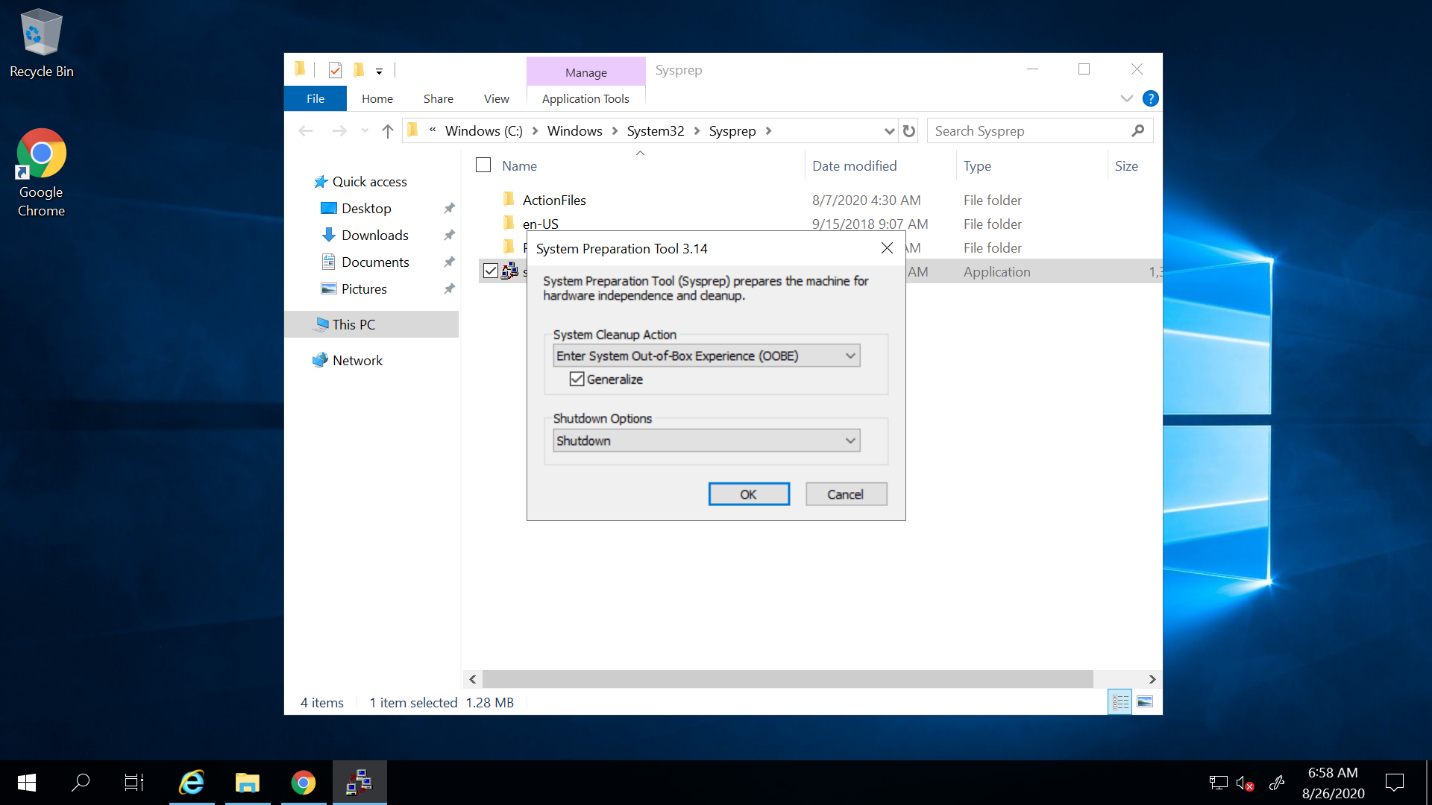 Recycle Bin
Google
Chrome
Manage
Sysprep
File
Home
Share
View
Application Tools
« Windows (C:) > Windows > System32 > Sysprep >
Search Sysprep
Name
Date modified
Type
Size
Quick access
Desktop
Downloads
Documents
Pictures
This PC
Network
ActionFiles
8/7/2020 4:30 AM
File folder
en-US
9/15/2018 9:07 AM
File folder
AM
File folder
AM
Application
System Preparation Tool 3.14
System Preparation Tool (Sysprep) prepares the machine for
hardware independence and cleanup.
System Cleanup Action
Enter System Out-of-Box Experience (OOBE)
Generalize
Shutdown Options
Shutdown
OK
Cancel
4 items
1 item selected 1.28 MB
6:58 AM
8/26/2020